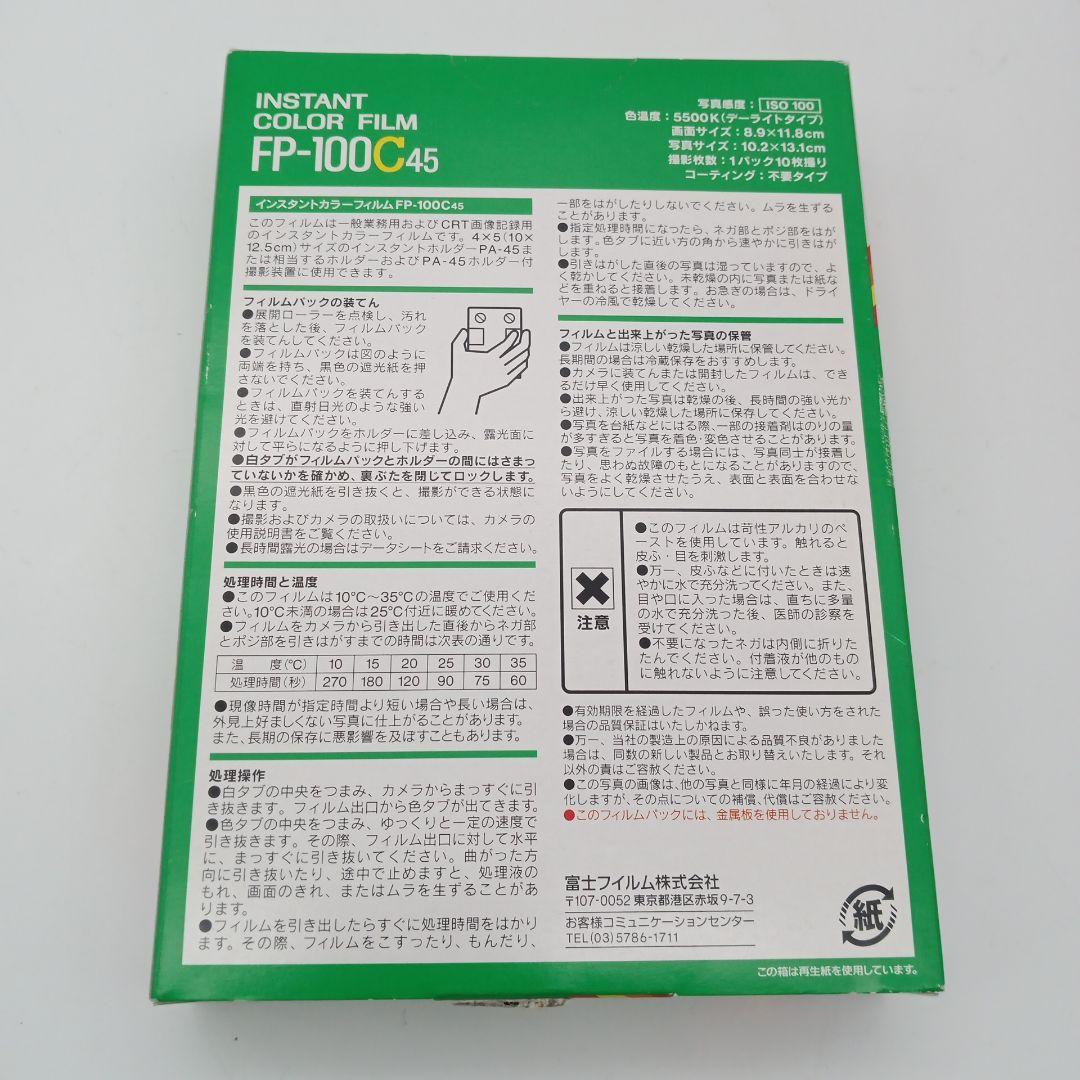 INSTANT
COLOR FILM
FP-100C45
写真感度：ISO 100
色温度：5500K(デーライトタイプ)
画面サイズ：8.9×11.8cm
写真サイズ：10.2×13.1cm
撮影枚数：1パック10枚撮り
コーティング：不要タイプ
インスタントカラーフィルムFP-100C45
このフィルムは一般業務用およびCRT画像記録用
のインスタントカラーフィルムです。4×5(10×
12.5cm)サイズのインスタントホルダーPA-45ま
たは相当するホルダーおよびPA-45ホルダー付
撮影装置に使用できます。
フィルムパックの装てん
●展開ローラーを点検し、汚れ
を落とした後、フィルムパック
を装てんしてください。
●フィルムパックは図のように
両端を持ち、黒色の遮光紙を押
さないでください。
●フィルムパックを装てんする
ときは、直射日光のような強い
光を避けてください。
●フィルムパックをホルダーに差し込み、露光面に
対して平らになるように押し下げます。
●白タブがフィルムパックとホルダーの間にはさまっ
ていないかを確かめ、裏ぶたを閉じてロックします。
●黒色の遮光紙を引き抜くと、撮影ができる状態に
なります。
●撮影およびカメラの取扱いについては、カメラの
使用説明書をご覧ください。
●長時間露光の場合はデータシートをご請求ください。
処理時間と温度
●このフィルムは10℃〜35℃の温度でご使用くだ
さい。10℃未満の場合は25℃付近に暖めてください。
●フィルムをカメラから引き出した直後からネガ部
とポジ部を引きはがすまでの時間は次表の通りです。
温 度(℃) 10 15 20 25 30 35
処理時間(秒) 270 180 120 90 75 60
●現像時間が指定時間より短い場合や長い場合は、
外見上好ましくない写真に仕上がることがあります。
また、長期の保存に悪影響を及ぼすこともあります。
処理操作
●白タブの中央をつまみ、カメラからまっすぐに引
き抜きます。フィルム出口から色タブが出てきます。
●色タブの中央をつまみ、ゆっくりと一定の速度で
引き抜きます。その際、フィルム出口に対して水平
に、まっすぐに引き抜いてください。曲がった方
向に引き抜いたり、途中で止めますと、処理液の
もれ、画面のきれ、またはムラを生ずることがあ
ります。
●フィルムを引き出したらすぐに処理時間をはかり
ます。その際、フィルムをこすったり、もんだり、
一部をはがしたりしないでください。ムラを生ずる
ことがあります。
●指定処理時間になったら、ネガ部とポジ部をはが
します。色タブに近い方の角から速やかに引きはが
します。
●引きはがした直後の写真は湿っていますので、よ
く乾かしてください。未乾燥の内に写真または紙な
どを重ねると接着します。お急ぎの場合は、ドライ
ヤーの冷風で乾燥してください。
フィルムと出来上がった写真の保管
●フィルムは涼しい乾燥した場所に保管してください。
長期間の場合は冷蔵保存をおすすめします。
●カメラに装てんまたは開封したフィルムは、でき
るだけ早く使用してください。
●出来上がった写真は乾燥の後、長時間の強い光か
ら避け、涼しい乾燥した場所に保存してください。
●写真を台紙などにはる際、一部の接着剤はのりの量
が多すぎると写真を着色・変色させることがあります。
●写真をファイルする場合には、写真同士が接着し
たり、思わぬ故障のもとになることがありますので、
写真をよく乾燥させたうえ、表面と表面を合わせな
いようにしてください。
注意
●このフィルムは苛性アルカリのペ
ーストを使用しています。触れると
皮ふ・目を刺激します。
●万一、皮ふなどに付いたときは速
やかに水で充分洗ってください。また、
目や口に入った場合は、直ちに多量
の水で充分洗った後、医師の診察を
受けてください。
●不要になったネガは内側に折りた
たんでください。付着液が他のもの
に触れないように注意してください。
●有効期限を経過したフィルムや、誤った使い方をされた
場合の品質保証はいたしかねます。
●万一、当社の製造上の原因による品質不良がありました
場合は、同数の新しい製品とお取り替えいたします。それ
以外の責はご容赦ください。
●この写真の画像は、他の写真と同様に年月の経過により変
化しますが、その点についての補償、代償はご容赦ください。
●このフィルムパックには、金属板を使用しておりません。
富士フイルム株式会社
〒107-0052 東京都港区赤坂9-7-3
お客様コミュニケーションセンター
TEL(03)5786-1711
紙
この箱は再生紙を使用しています。